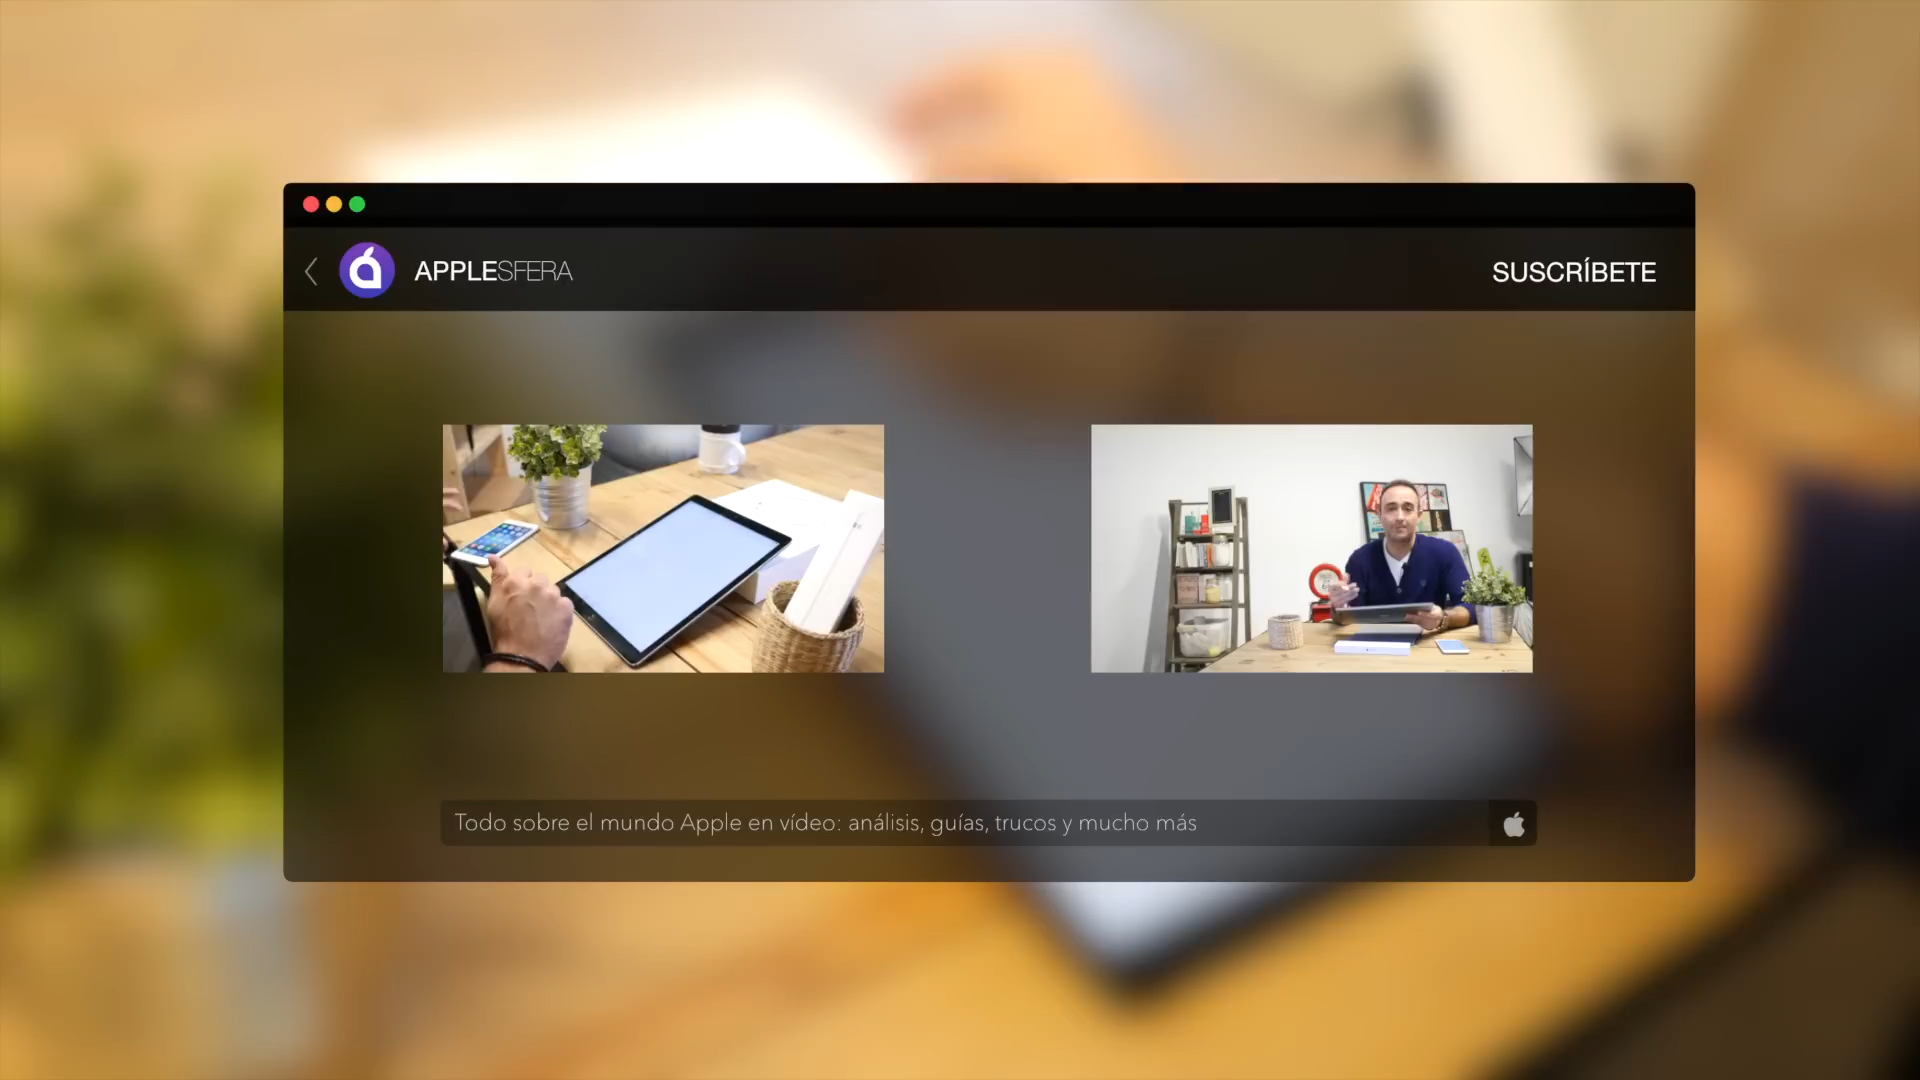 APPLESFERA
SUSCRÍBETE
Todo sobre el mundo Apple en vídeo: análisis, guías, trucos y mucho más